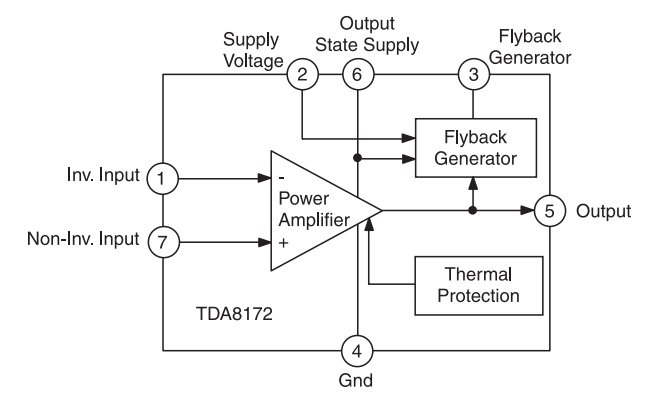 Supply
Voltage
Output
State Supply
Flyback
Generator
2
6
3
Flyback
Generator
Inv. Input
1
-
Power
Amplifier
5
Output
Non-Inv. Input
7
+
Thermal
Protection
TDA8172
4
Gnd